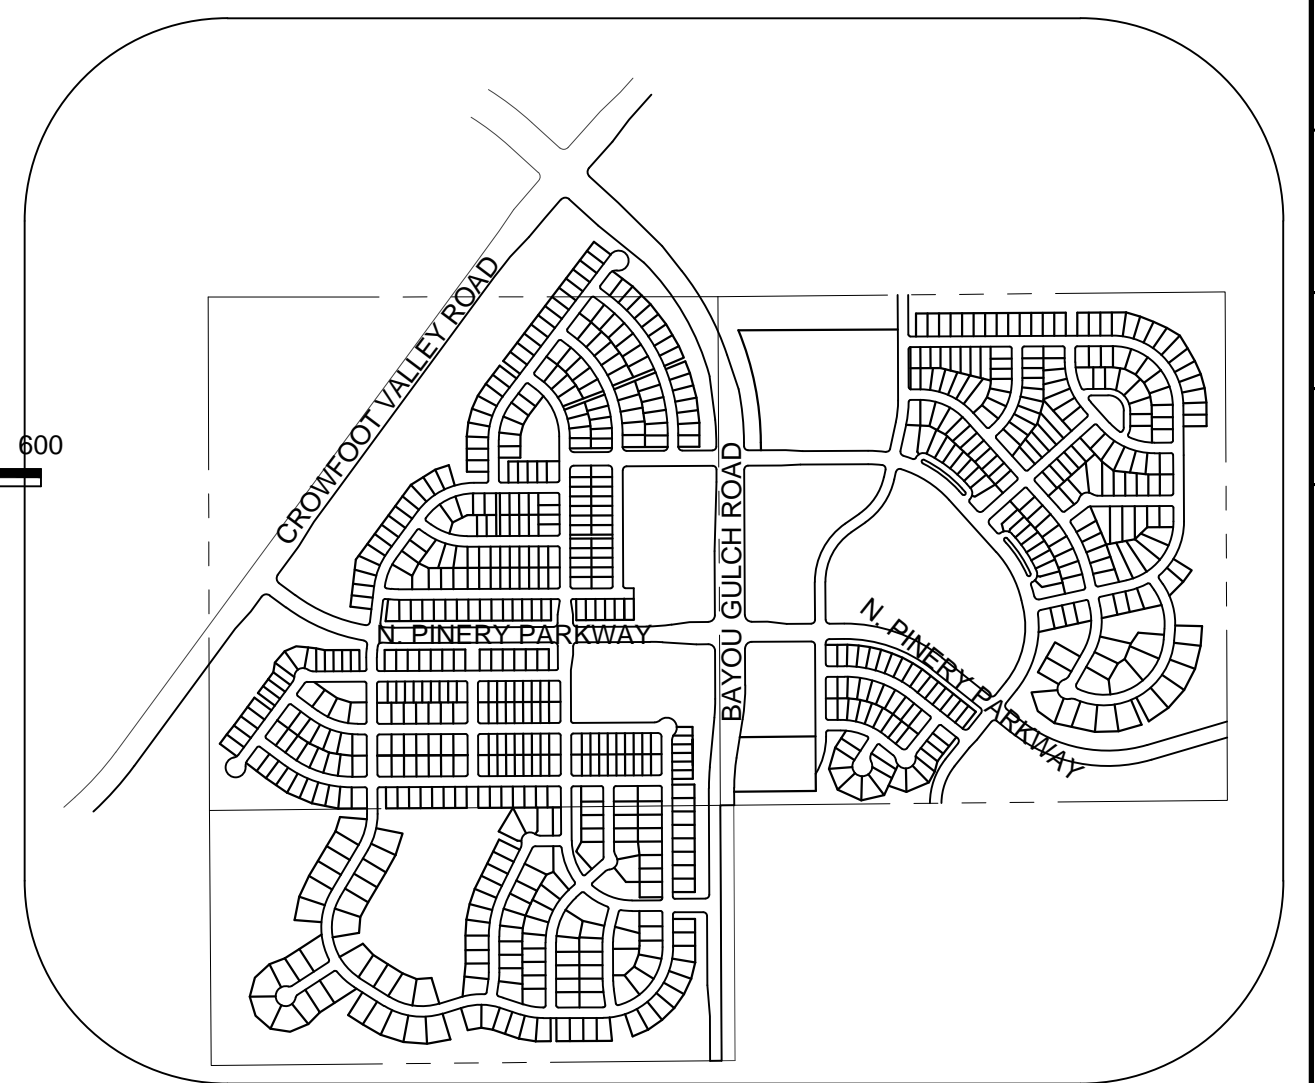 CROWFOOT VALLEY ROAD
600
BAYOU GULCH ROAD
N. PINERY PARKWAY
N. PINERY PARKWAY